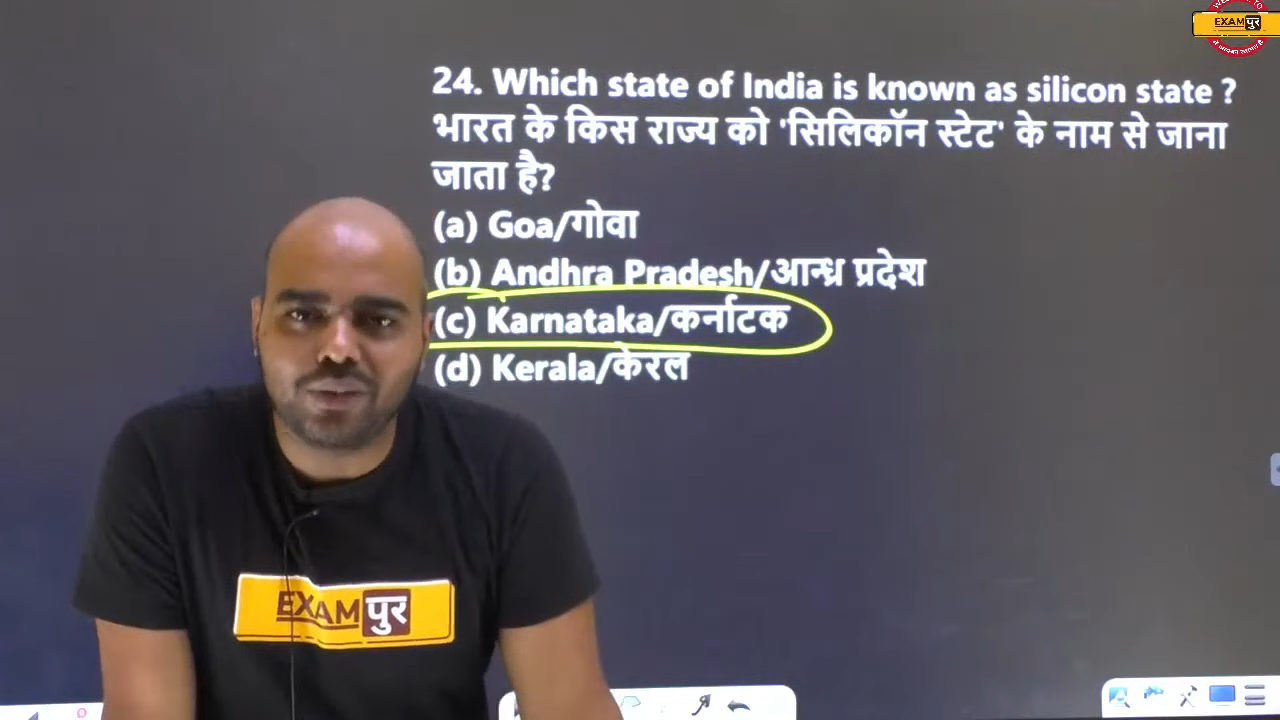 EXAMपुर
24. Which state of India is known as silicon state ?
भारत के किस राज्य को 'सिलिकॉन स्टेट' के नाम से जाना
जाता है?
(a) Goa/गोवा
(b) Andhra Pradesh/आन्ध्र प्रदेश
(c) Karnataka/कर्नाटक
(d) Kerala/केरल
EXAMपुर